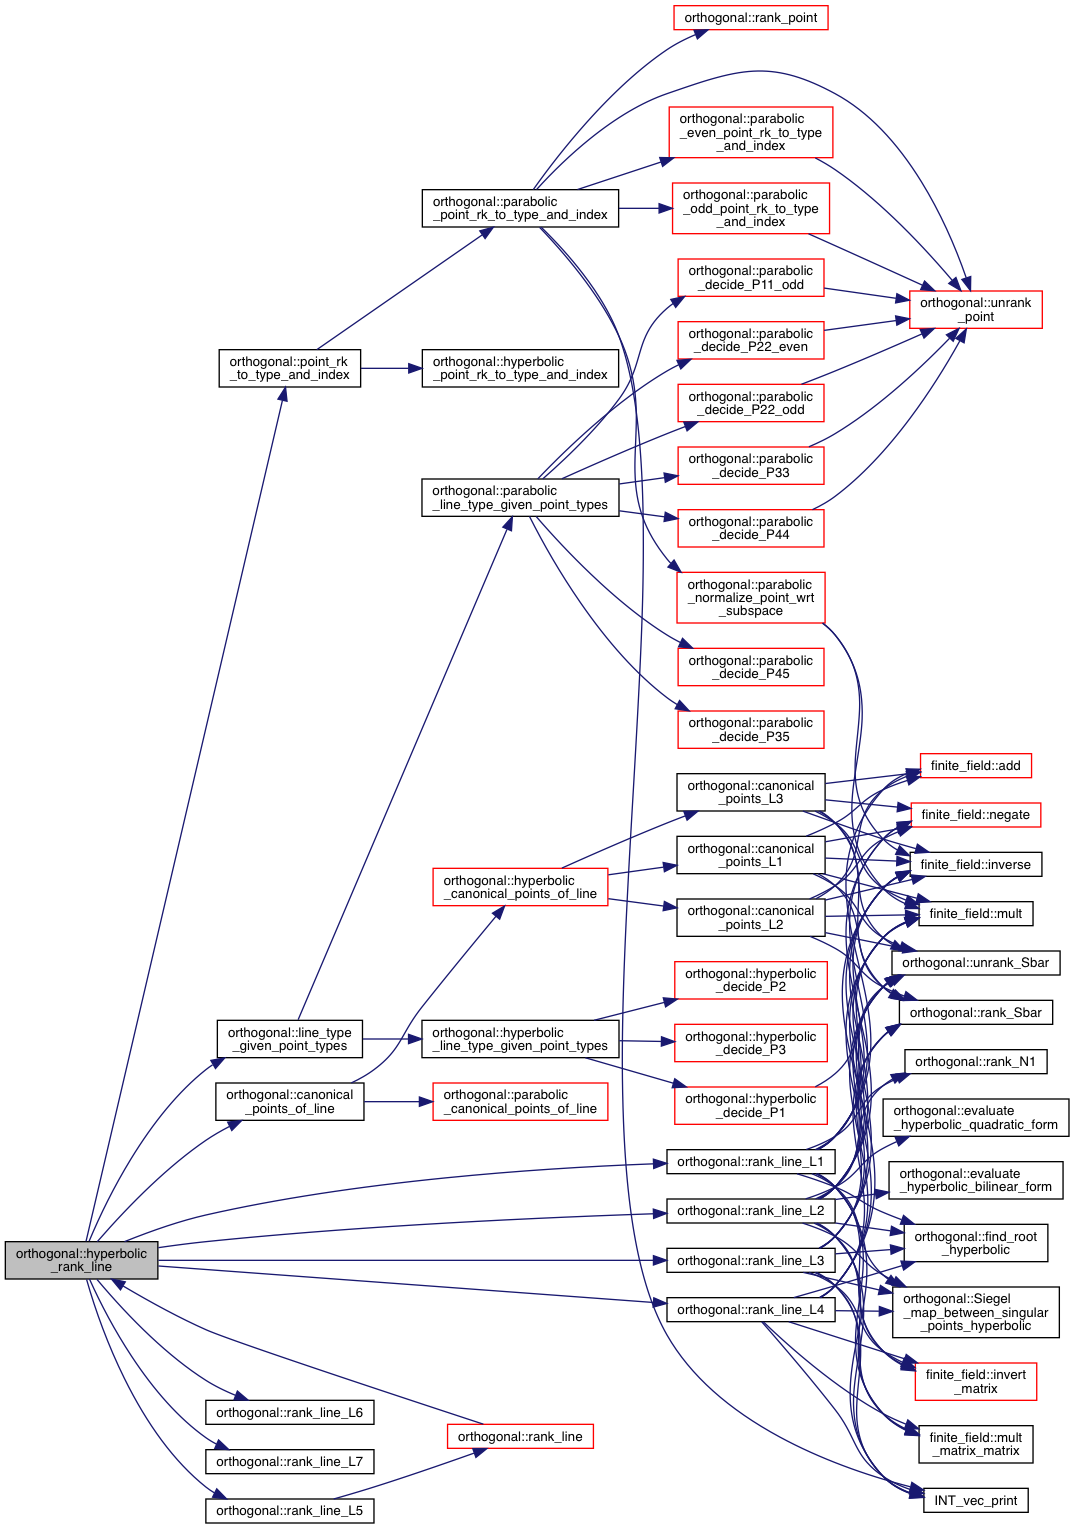 orthogonal::rank_point
orthogonal::parabolic
_even_point_rk_to_type
_and_index
orthogonal::parabolic
_point_rk_to_type_and_index
orthogonal::parabolic
_odd_point_rk_to_type
_and_index
orthogonal::parabolic
_decide_P11_odd
orthogonal::unrank
_point
orthogonal::parabolic
_decide_P22_even
orthogonal::point_rk
_to_type_and_index
orthogonal::hyperbolic
_point_rk_to_type_and_index
orthogonal::parabolic
_decide_P22_odd
orthogonal::parabolic
_decide_P33
orthogonal::parabolic
_line_type_given_point_types
orthogonal::parabolic
_decide_P44
orthogonal::parabolic
_normalize_point_wrt
_subspace
orthogonal::parabolic
_decide_P45
orthogonal::parabolic
_decide_P35
finite_field::add
orthogonal::canonical
_points_L3
finite_field::negate
orthogonal::canonical
_points_L1
finite_field::inverse
orthogonal::hyperbolic
_canonical_points_of_line
orthogonal::canonical
_points_L2
finite_field::mult
orthogonal::unrank_Sbar
orthogonal::hyperbolic
_decide_P2
orthogonal::rank_Sbar
orthogonal::line_type
_given_point_types
orthogonal::hyperbolic
_line_type_given_point_types
orthogonal::hyperbolic
_decide_P3
orthogonal::rank_N1
orthogonal::canonical
_points_of_line
orthogonal::parabolic
_canonical_points_of_line
orthogonal::hyperbolic
_decide_P1
orthogonal::evaluate
_hyperbolic_quadratic_form
orthogonal::rank_line_L1
orthogonal::evaluate
_hyperbolic_bilinear_form
orthogonal::rank_line_L2
orthogonal::find_root
_hyperbolic
orthogonal::hyperbolic
_rank_line
orthogonal::rank_line_L3
orthogonal::rank_line_L4
orthogonal::Siegel
_map_between_singular
_points_hyperbolic
finite_field::invert
_matrix
orthogonal::rank_line_L6
orthogonal::rank_line
finite_field::mult
_matrix_matrix
orthogonal::rank_line_L7
INT_vec_print
orthogonal::rank_line_L5